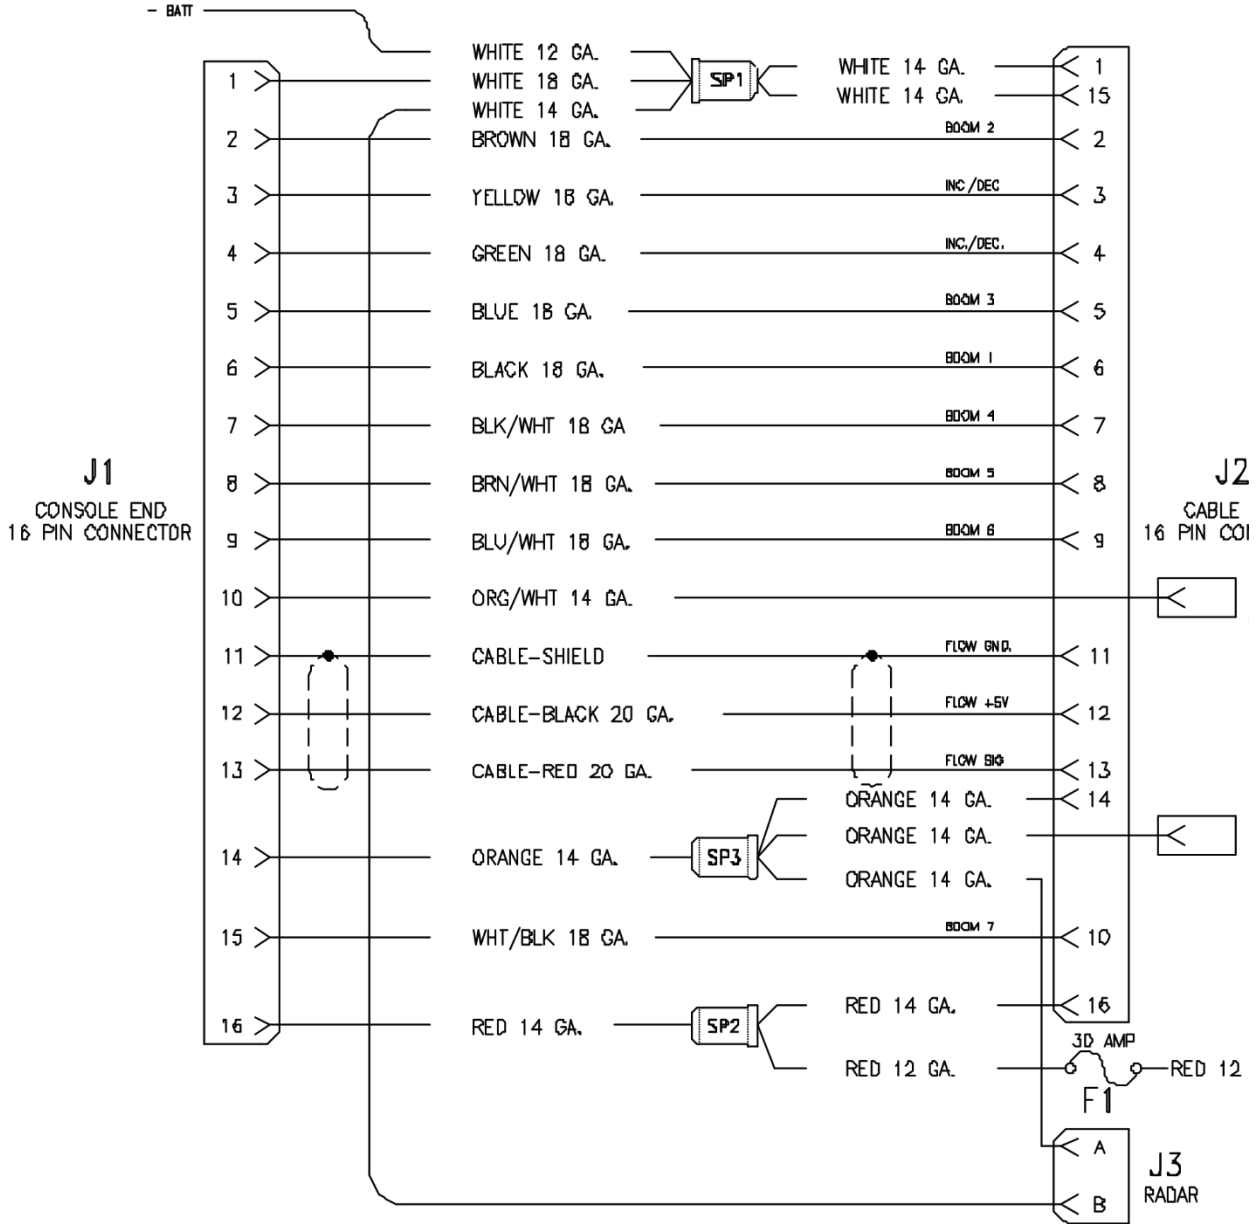 - BATT
WHITE 12 GA.
1 WHITE 18 GA. SP1 WHITE 14 GA. 1
WHITE 14 GA. WHITE 14 GA. 15
2 BROWN 18 GA. BOOM 2 2
3 YELLOW 18 GA. INC/DEC 3
4 GREEN 18 GA. INC./DEC. 4
5 BLUE 18 GA. BOOM 3 5
6 BLACK 18 GA. BOOM 1 6
7 BLK/WHT 18 GA BOOM 4 7
J1
CONSOLE END
16 PIN CONNECTOR
8 BRN/WHT 18 GA. BOOM 5 8
9 BLU/WHT 18 GA. BOOM 6 9
J2
CABLE
16 PIN CO
10 ORG/WHT 14 GA.
11 CABLE-SHIELD FLOW GND. 11
12 CABLE-BLACK 20 GA. FLOW +5V 12
13 CABLE-RED 20 GA. FLOW SIG 13
ORANGE 14 GA. 14
ORANGE 14 GA.
14 ORANGE 14 GA. SP3
ORANGE 14 GA.
15 WHT/BLK 18 GA. BOOM 7 10
RED 14 GA. 16
16 RED 14 GA. SP2
30 AMP
RED 12 GA. RED 12
F1
A
J3
RADAR
B